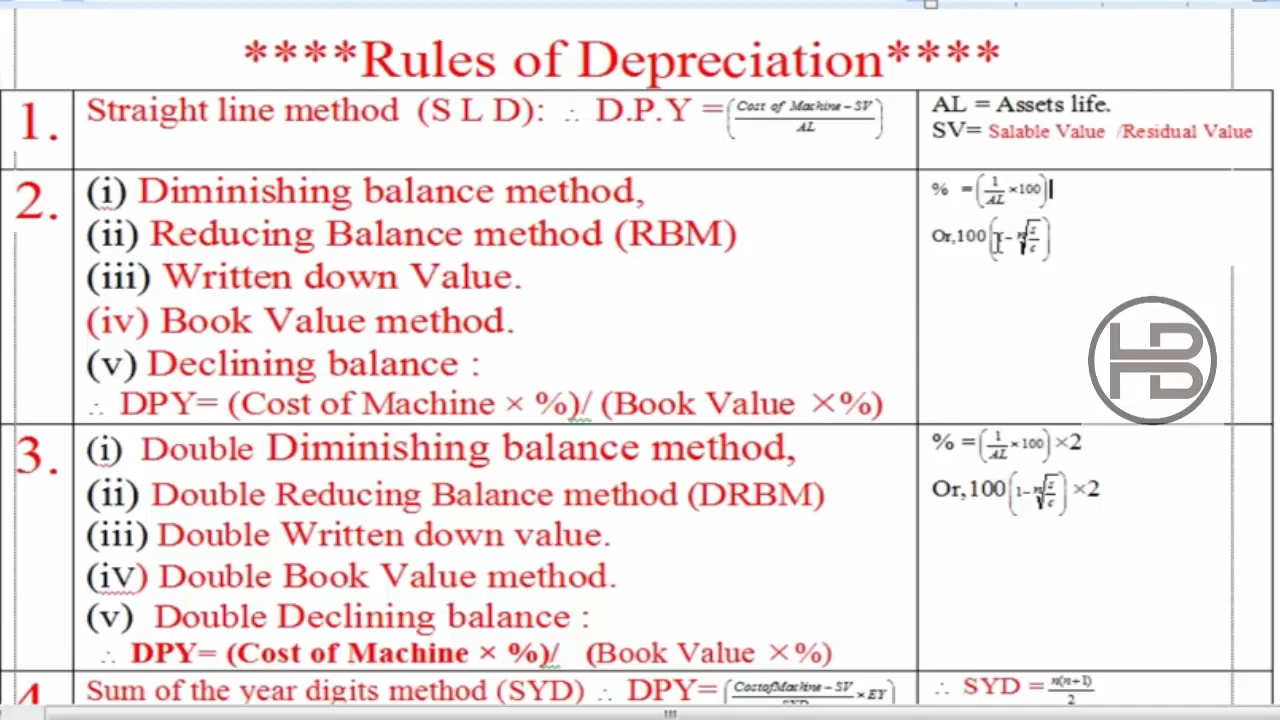 ****Rules of Depreciation****
1. Straight line method (S L D): ∴ D.P.Y =(Cost of Machine – SV / AL)
AL = Assets life.
SV= Salable Value /Residual Value
2. (i) Diminishing balance method,
(ii) Reducing Balance method (RBM)
(iii) Written down Value.
(iv) Book Value method.
(v) Declining balance :
∴ DPY= (Cost of Machine × %)/ (Book Value ×%)
% =(1/AL ×100)
Or,100
3. (i) Double Diminishing balance method,
(ii) Double Reducing Balance method (DRBM)
(iii) Double Written down value.
(iv) Double Book Value method.
(v) Double Declining balance :
∴ DPY= (Cost of Machine × %)/ (Book Value ×%)
% =(1/AL ×100) ×2
Or,100(1–n√s/c) ×2
4 Sum of the year digits method (SYD) ∴ DPY=(CostofMachine – SV / SYD × EY)
∴ SYD = n(n+1)/2